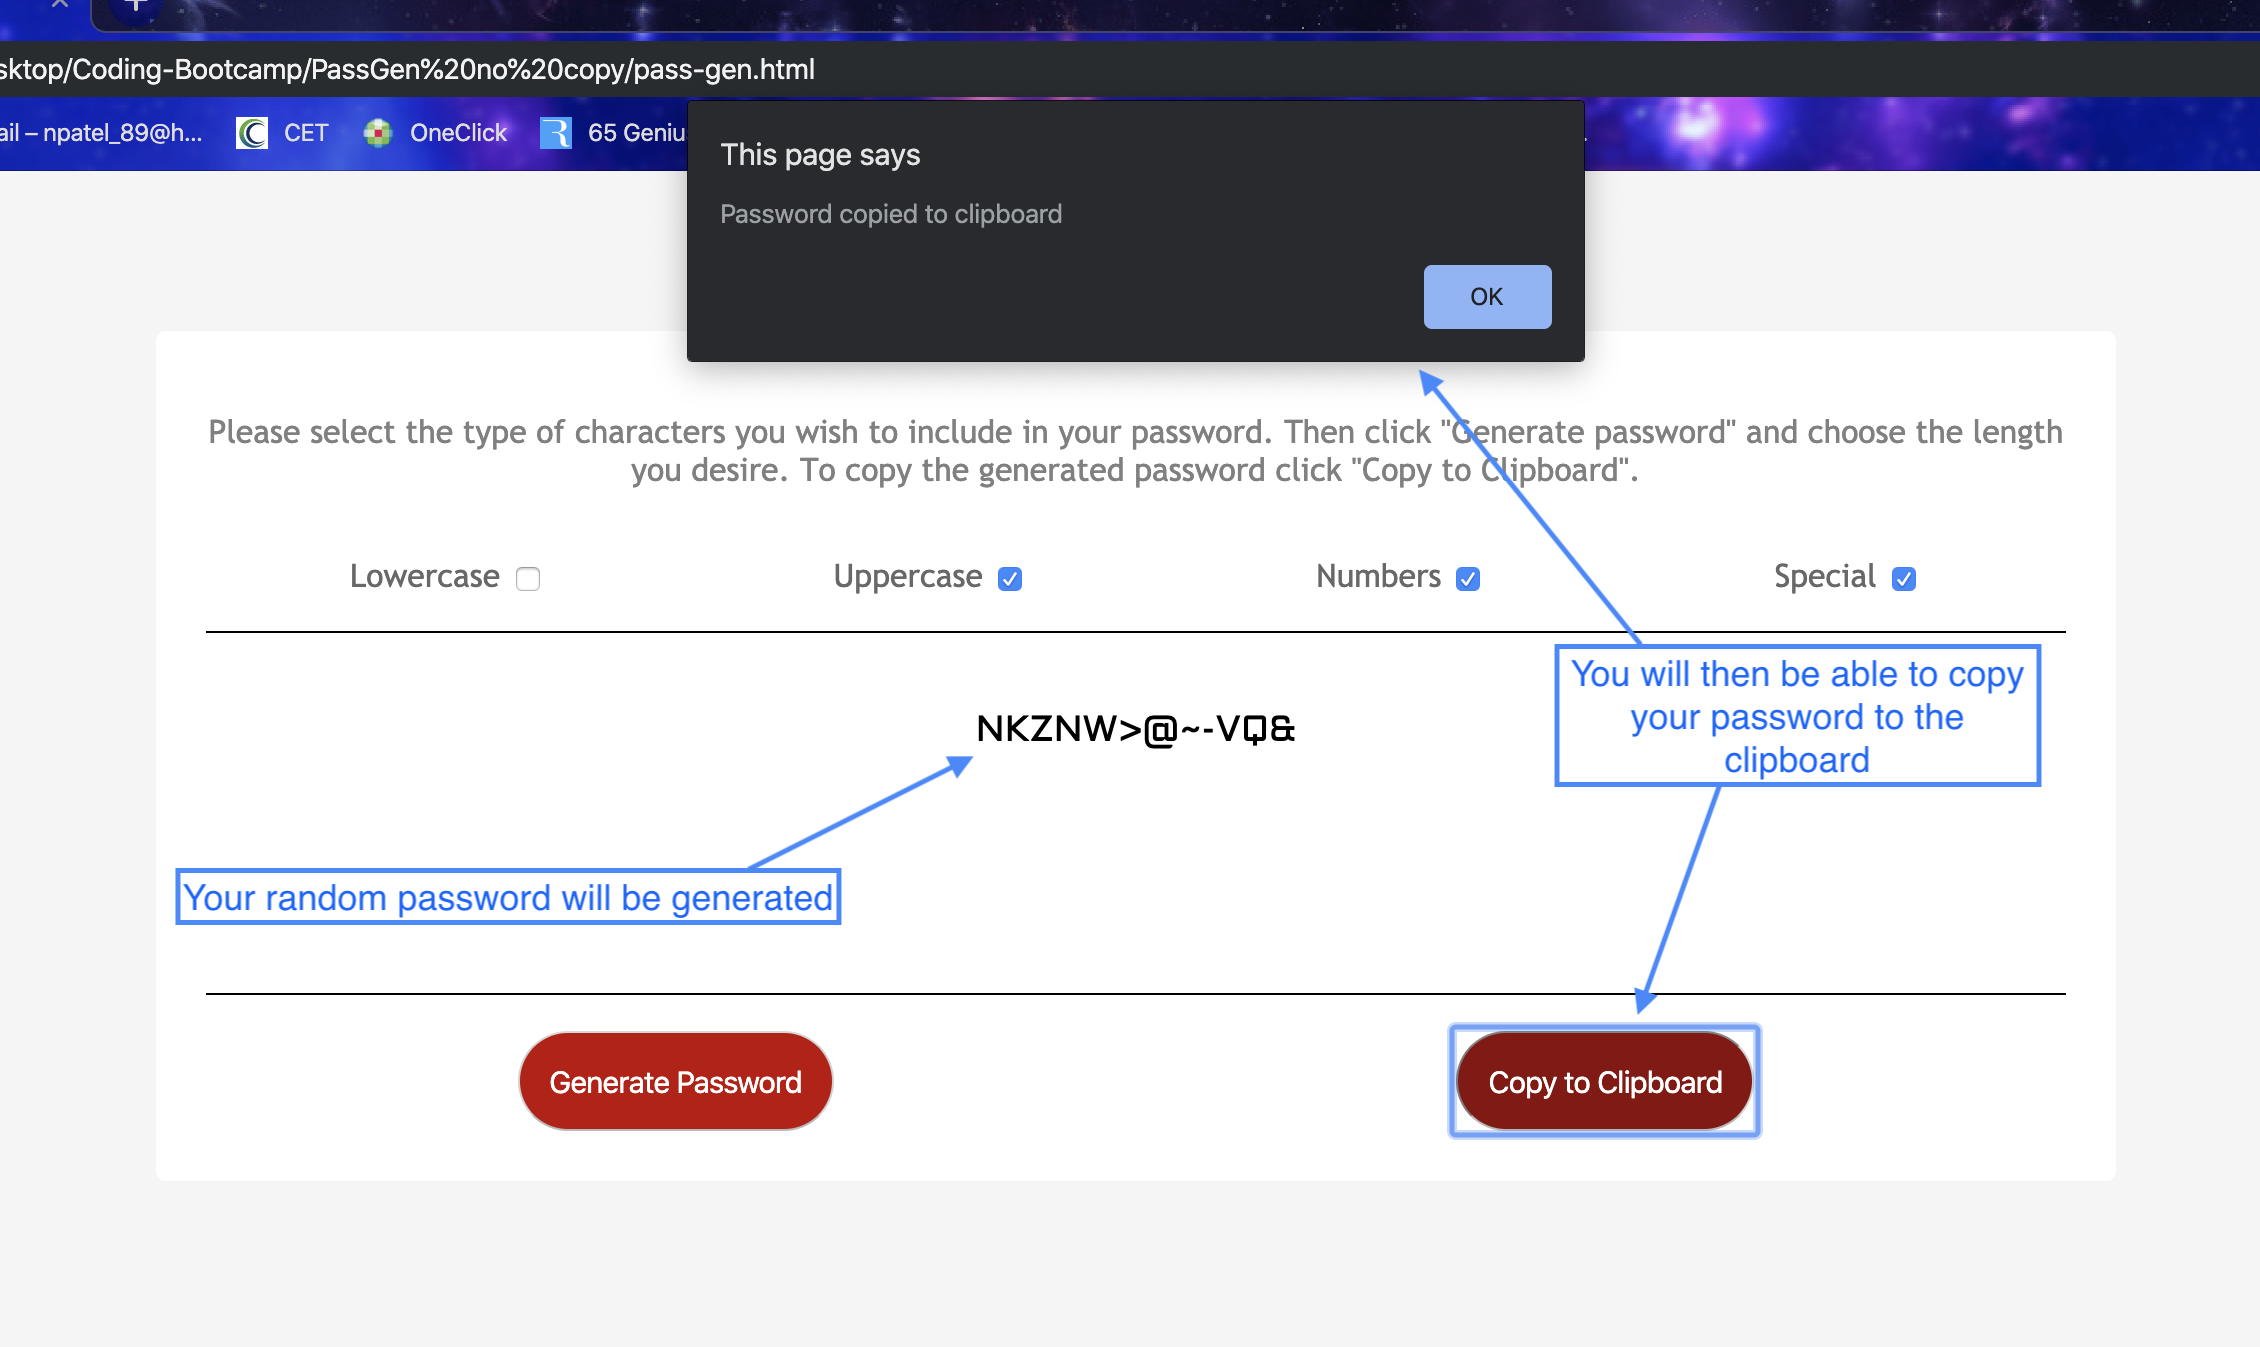 sktop/Coding-Bootcamp/PassGen%20no%20copy/pass-gen.html
ail – npatel_89@h...
CET
OneClick
65 Genius
This page says
Password copied to clipboard
OK
Please select the type of characters you wish to include in your password. Then click "Generate password" and choose the length
you desire. To copy the generated password click "Copy to Clipboard".
Lowercase
Uppercase
Numbers
Special
NKZNW>@~-VQ&
You will then be able to copy
your password to the
clipboard
Your random password will be generated
Generate Password
Copy to Clipboard